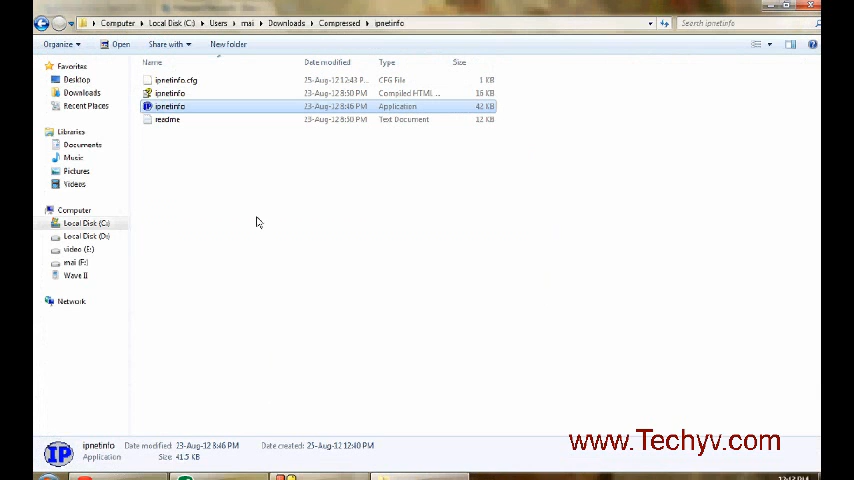 Computer ▸ Local Disk (C:) ▸ Users ▸ mai ▸ Downloads ▸ Compressed ▸ ipnetinfo
Search ipnetinfo
Organize ▾ Open Share with ▾ New folder
Name Date modified Type Size
ipnetinfo.cfg 25-Aug-12 12:43 P... CFG File 1 KB
ipnetinfo 23-Aug-12 8:50 PM Compiled HTML ... 16 KB
ipnetinfo 23-Aug-12 8:46 PM Application 42 KB
readme 23-Aug-12 8:50 PM Text Document 12 KB
Favorites
Desktop
Downloads
Recent Places
Libraries
Documents
Music
Pictures
Videos
Computer
Local Disk (C:)
Local Disk (D:)
video (E:)
mai (F:)
Wave II
Network
IP
ipnetinfo Date modified: 23-Aug-12 8:46 PM Date created: 25-Aug-12 12:40 PM
Application Size: 41.5 KB
www.Techyv.com